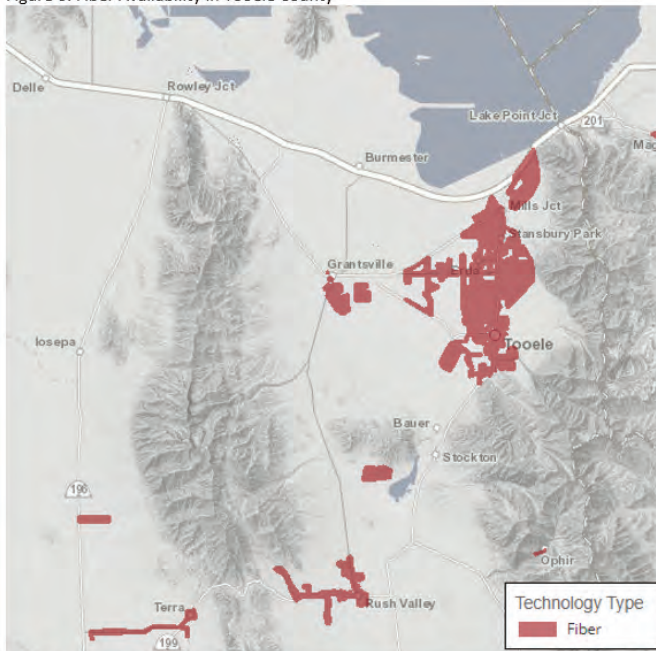 Delle
Rowley Jct
Lake Point Jct
201
Burmester
Mills Jct
Stansbury Park
Grantsville
Erda
Tooele
Iosepa
Bauer
Stockton
196
Ophir
Terra
Rush Valley
199
Technology Type
Fiber